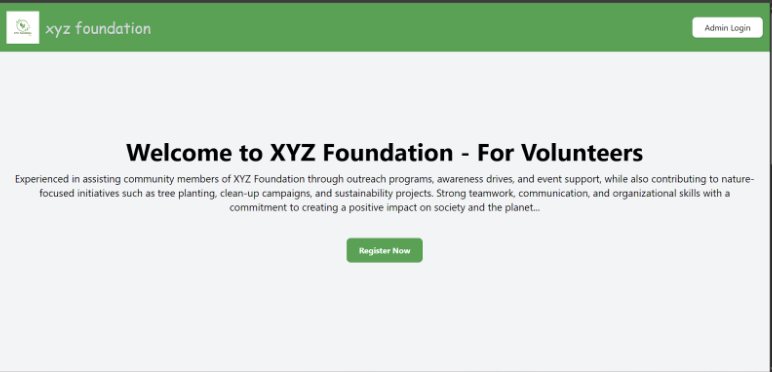 xyz foundation
Admin Login
Welcome to XYZ Foundation - For Volunteers
Experienced in assisting community members of XYZ Foundation through outreach programs, awareness drives, and event support, while also contributing to nature-
focused initiatives such as tree planting, clean-up campaigns, and sustainability projects. Strong teamwork, communication, and organizational skills with a
commitment to creating a positive impact on society and the planet...
Register Now